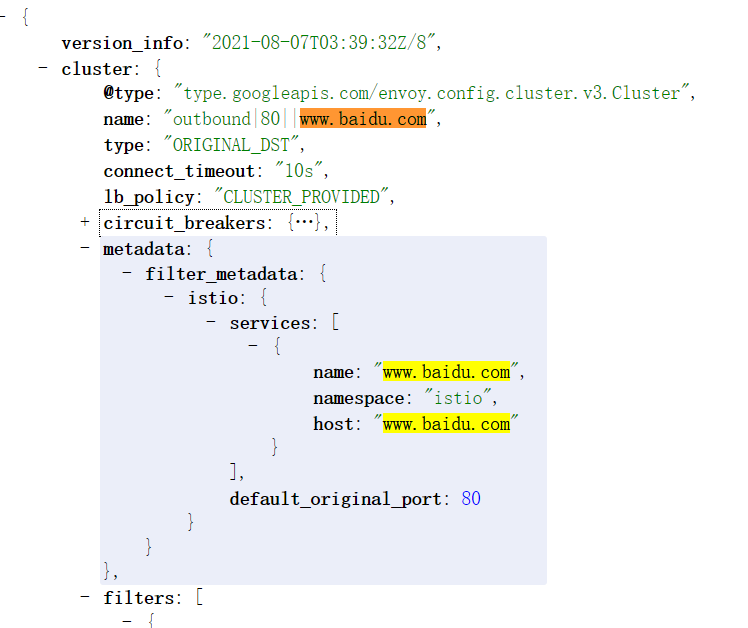 - {
version_info: "2021-08-07T03:39:32Z/8",
- cluster: {
@type: "type.googleapis.com/envoy.config.cluster.v3.Cluster",
name: "outbound|80||www.baidu.com",
type: "ORIGINAL_DST",
connect_timeout: "10s",
lb_policy: "CLUSTER_PROVIDED",
+ circuit_breakers: {…},
- metadata: {
- filter_metadata: {
- istio: {
- services: [
- {
name: "www.baidu.com",
namespace: "istio",
host: "www.baidu.com"
}
],
default_original_port: 80
}
}
},
- filters: [
- {